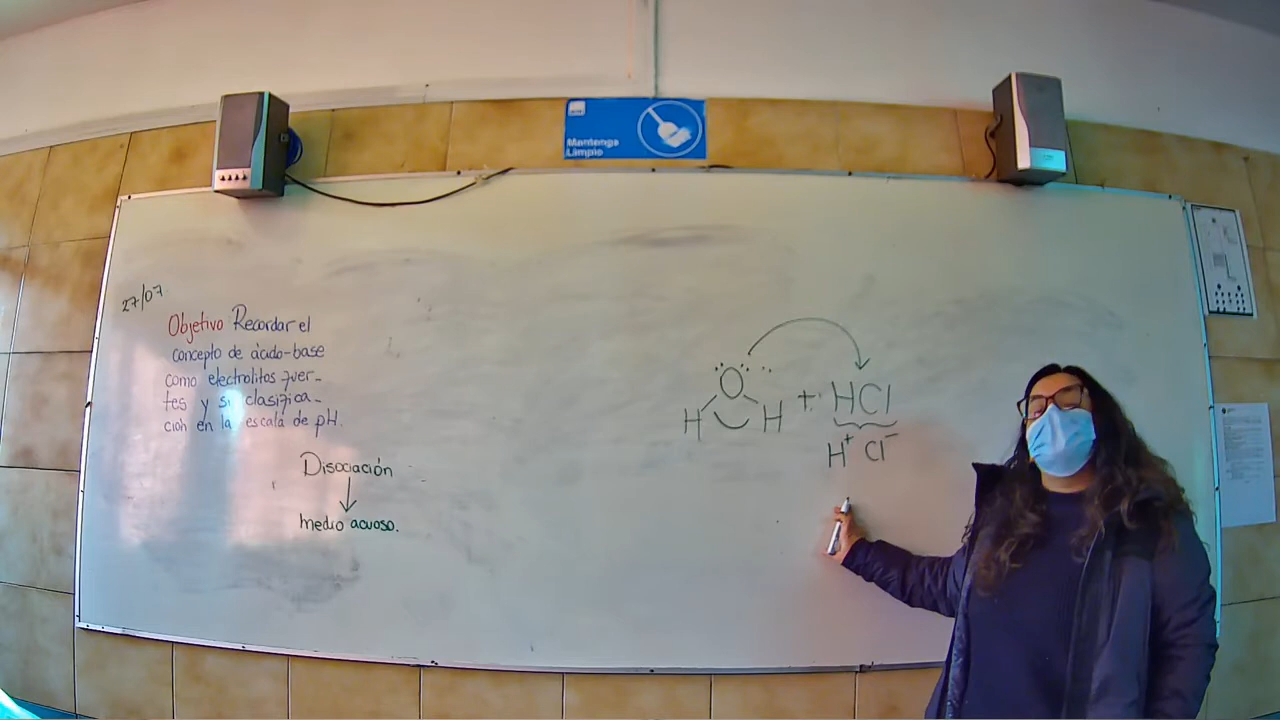 Mantenga
Limpio
27/07
Objetivo Recordar el
concepto de ácido-base
como electrolitos fuer-
tes y su clasifica-
ción en la escala de pH.
Disociación
medio acuoso.
O
H H + HCl
H⁺ Cl⁻